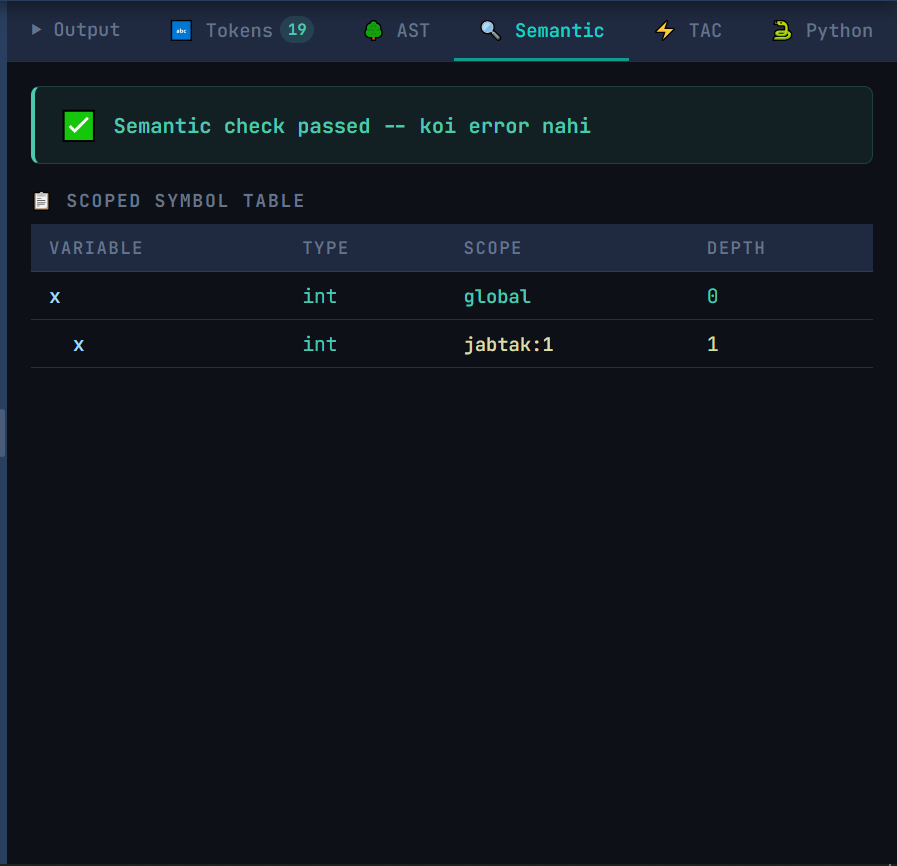 Output Tokens 19 AST Semantic TAC Python
Semantic check passed -- koi error nahi
SCOPED SYMBOL TABLE
VARIABLE TYPE SCOPE DEPTH
x int global 0
x int jabtak:1 1